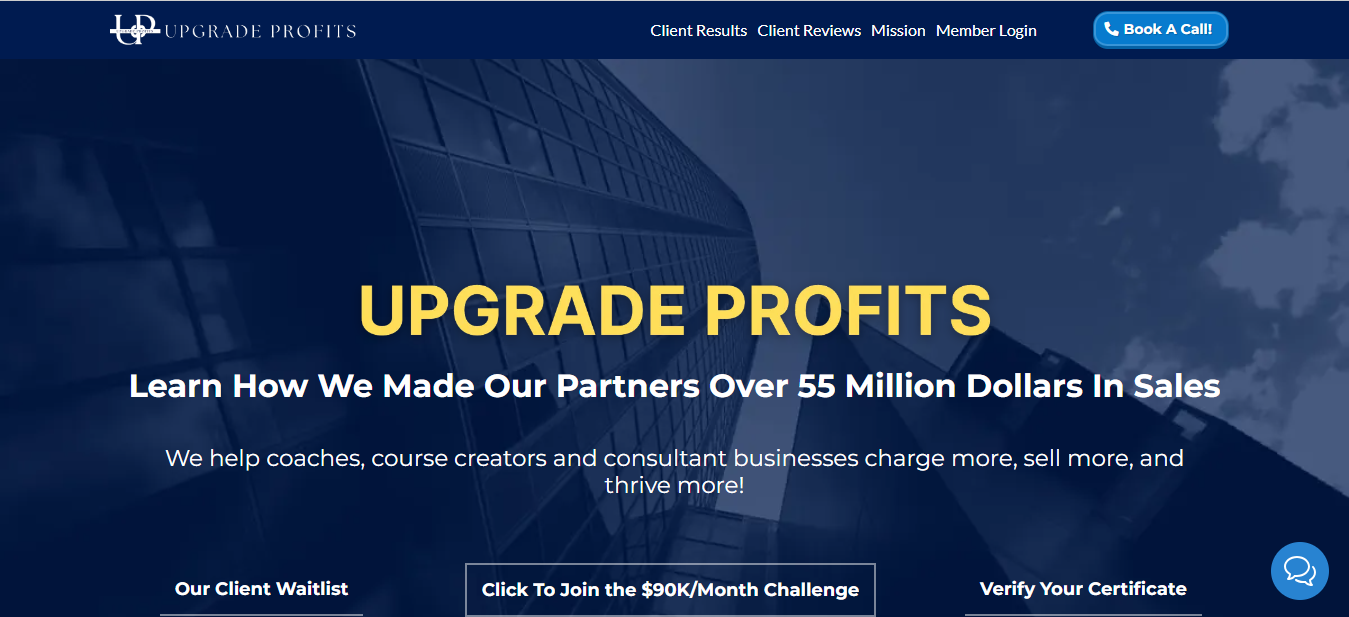 UP UPGRADE PROFITS
Client Results Client Reviews Mission Member Login
Book A Call!
UPGRADE PROFITS
Learn How We Made Our Partners Over 55 Million Dollars In Sales
We help coaches, course creators and consultant businesses charge more, sell more, and
thrive more!
Our Client Waitlist
Click To Join the $90K/Month Challenge
Verify Your Certificate